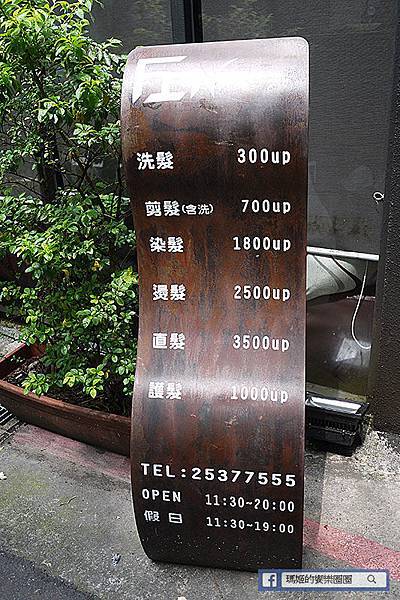 洗髮 300up
剪髮(含洗) 700up
染髮 1800up
燙髮 2500up
直髮 3500up
護髮 1000up
TEL:25377555
OPEN 11:30~20:00
假日 11:30~19:00
瑪姬的饗樂圈圈